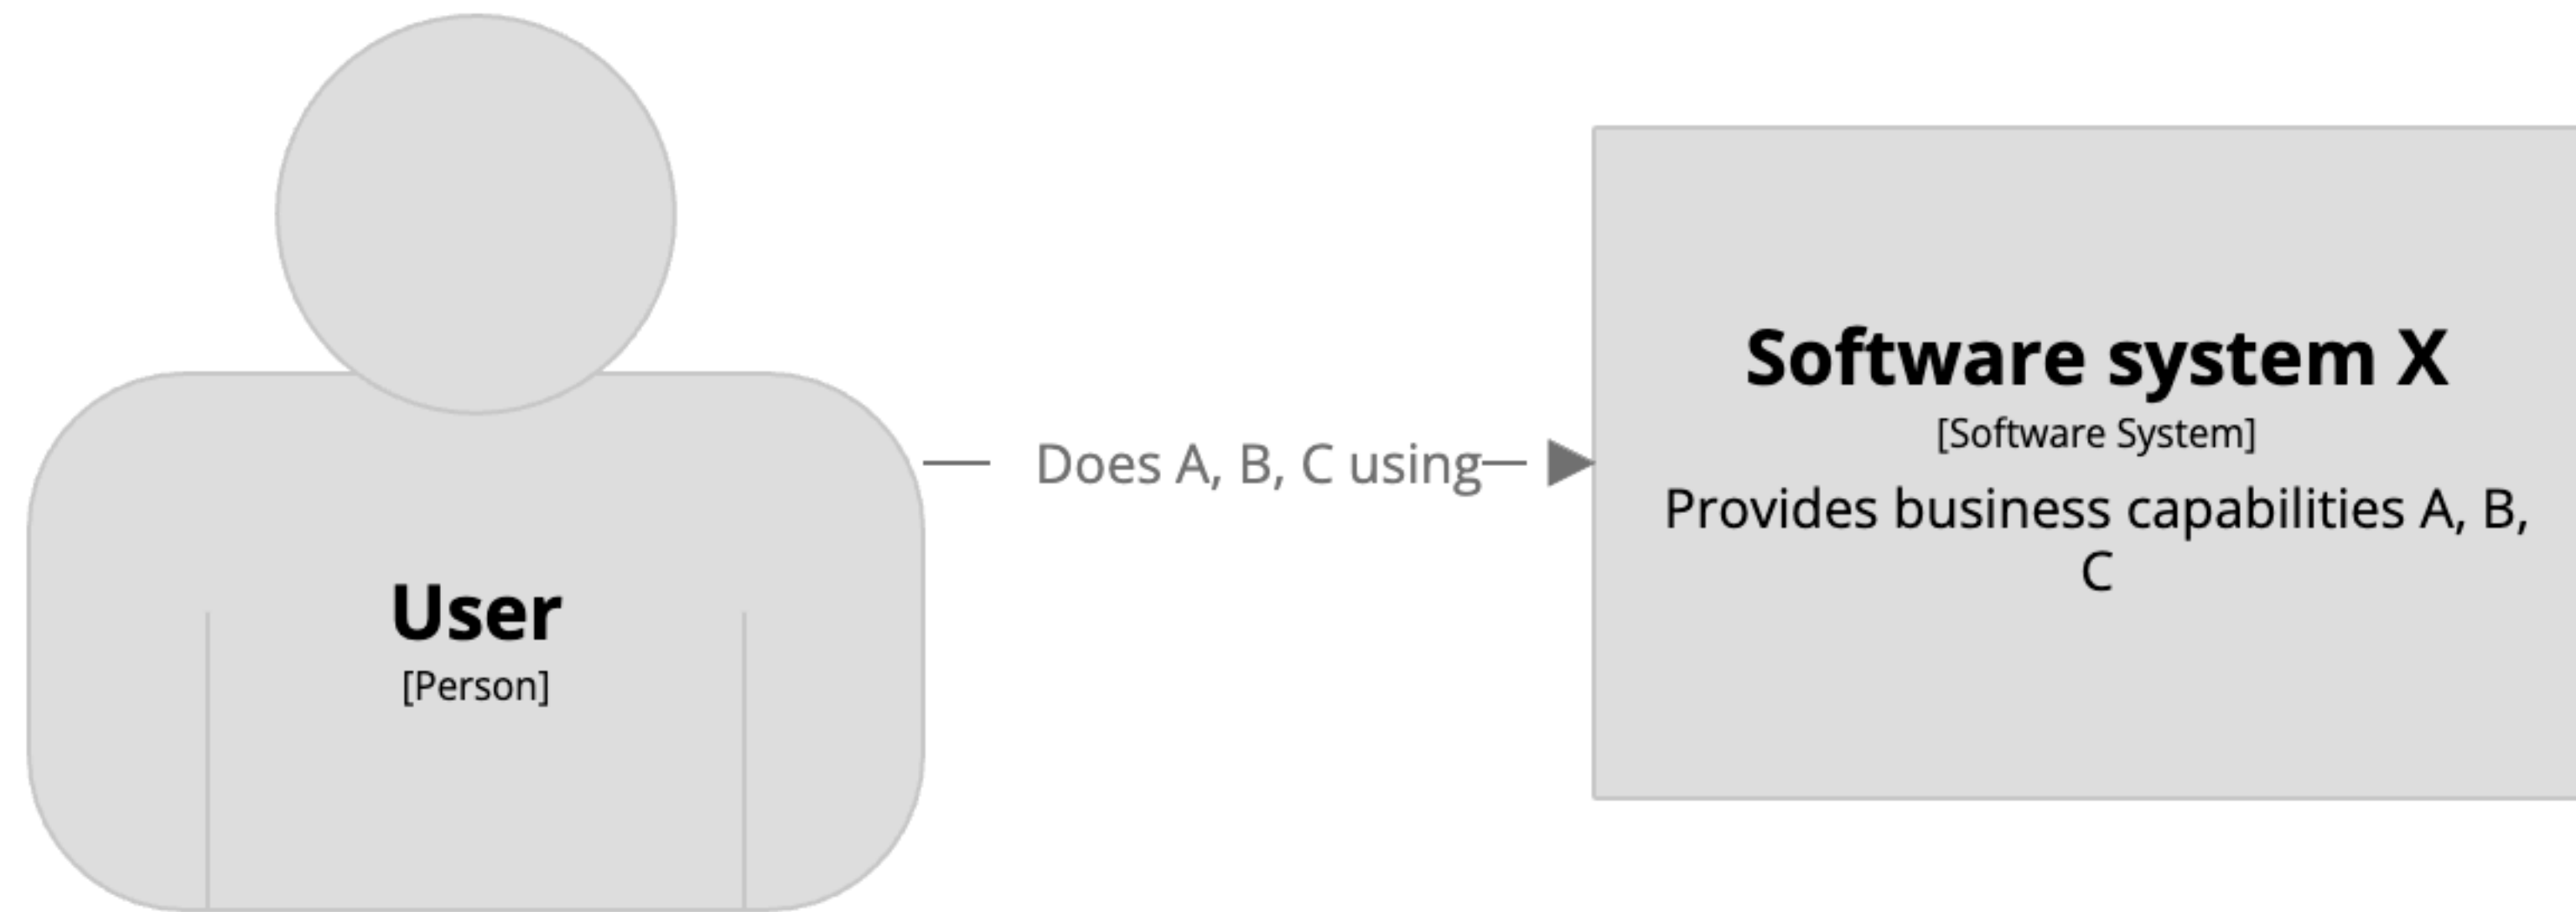 User
[Person]
Does A, B, C using
Software system X
[Software System]
Provides business capabilities A, B,
C